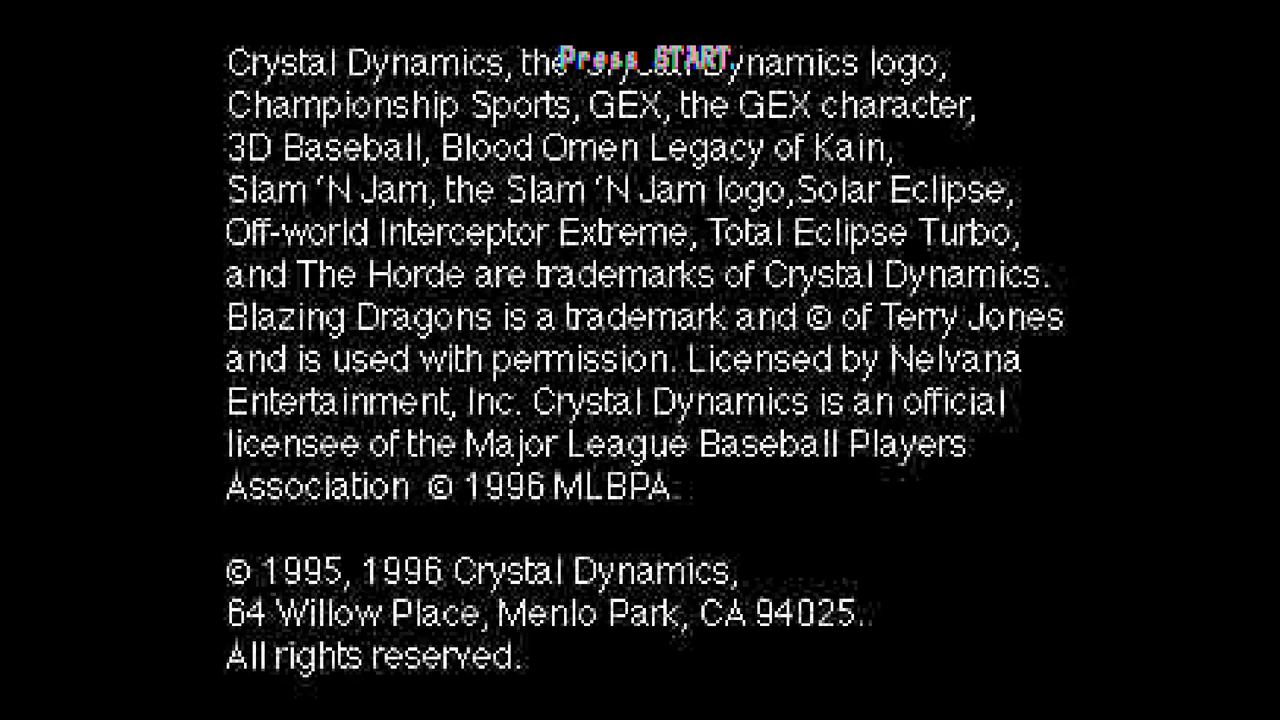 Press START.
Crystal Dynamics, the Crystal Dynamics logo,
Championship Sports, GEX, the GEX character,
3D Baseball, Blood Omen Legacy of Kain,
Slam ‘N Jam, the Slam ‘N Jam logo,Solar Eclipse,
Off-world Interceptor Extreme, Total Eclipse Turbo,
and The Horde are trademarks of Crystal Dynamics.
Blazing Dragons is a trademark and © of Terry Jones
and is used with permission. Licensed by Nelvana
Entertainment, Inc. Crystal Dynamics is an official
licensee of the Major League Baseball Players
Association © 1996 MLBPA
© 1995, 1996 Crystal Dynamics,
64 Willow Place, Menlo Park, CA 94025.
All rights reserved.